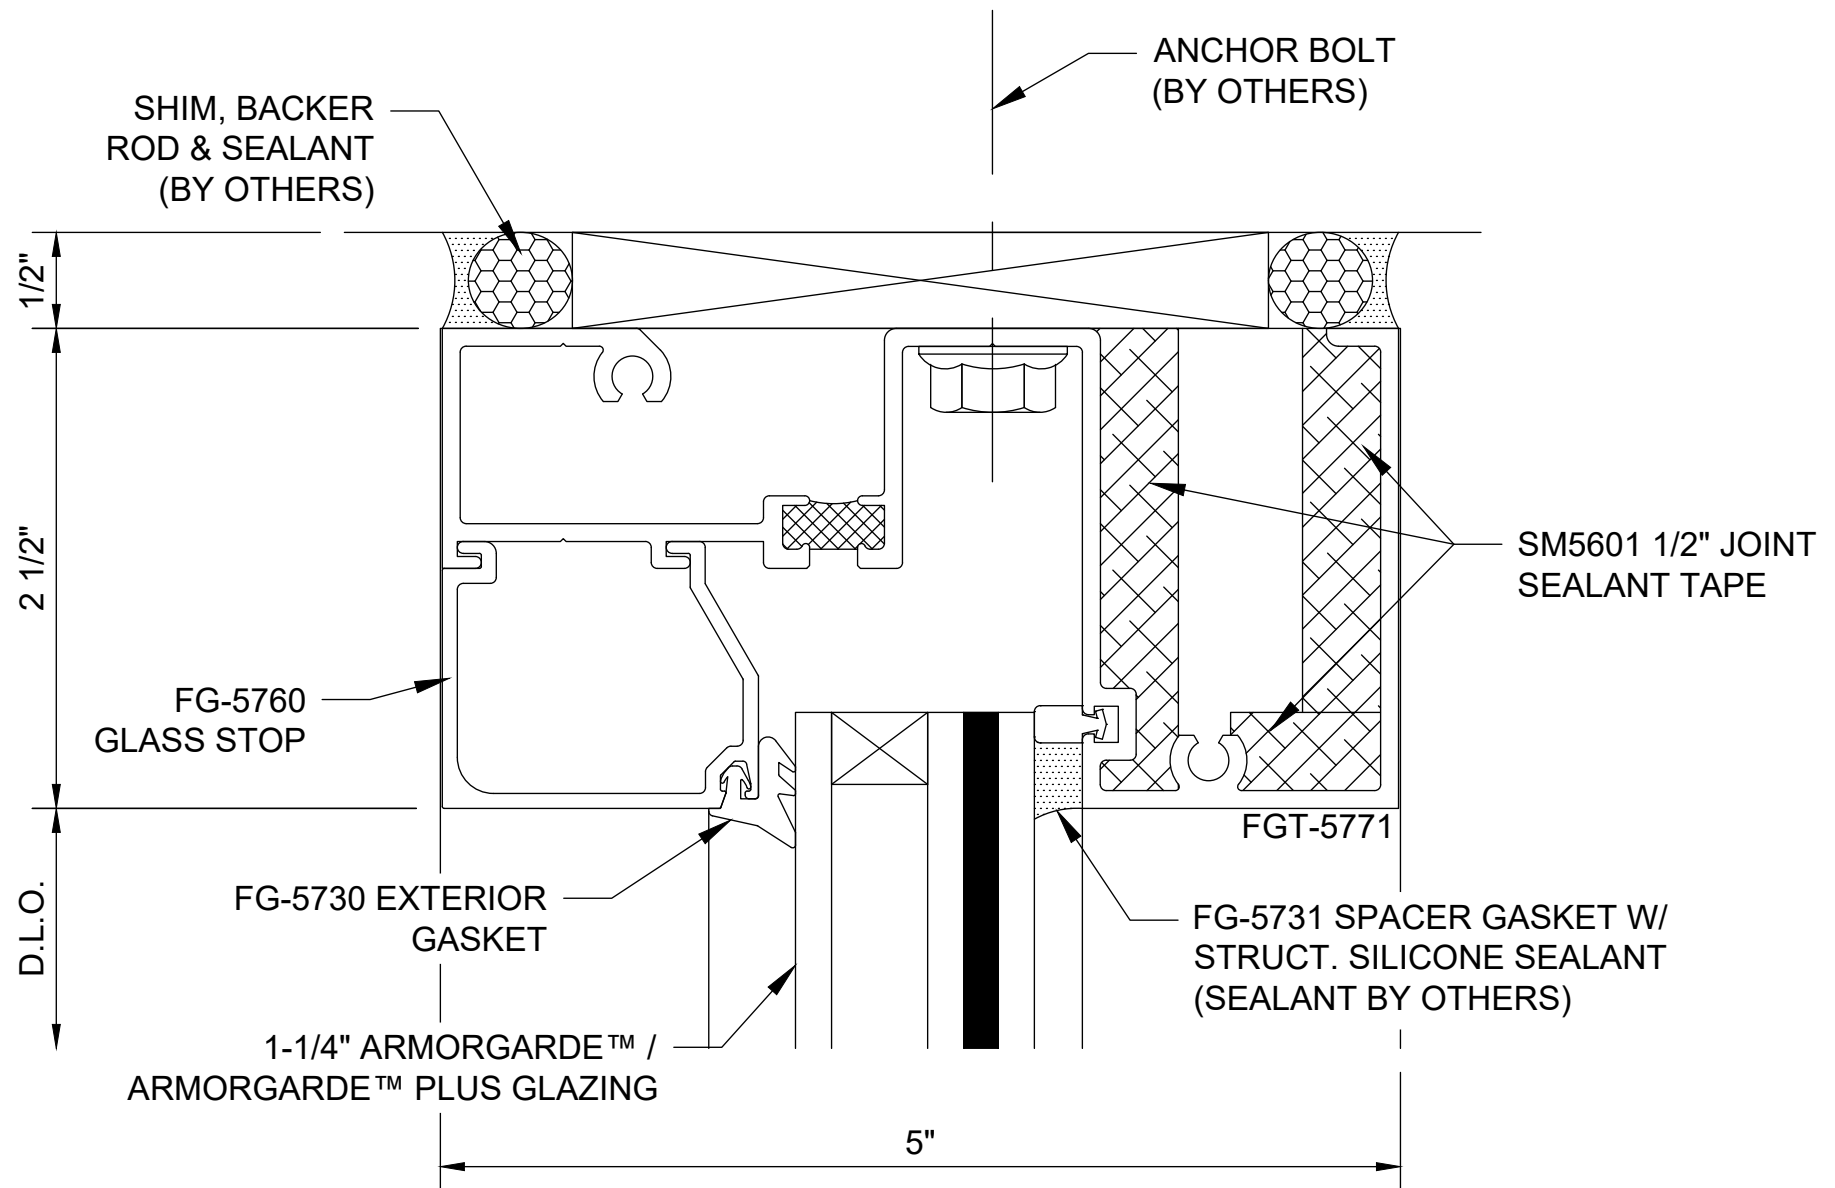 ANCHOR BOLT
(BY OTHERS)
SHIM, BACKER
ROD & SEALANT
(BY OTHERS)
1/2"
2 1/2"
SM5601 1/2" JOINT
SEALANT TAPE
FG-5760
GLASS STOP
FGT-5771
D.L.O.
FG-5730 EXTERIOR
GASKET
FG-5731 SPACER GASKET W/
STRUCT. SILICONE SEALANT
(SEALANT BY OTHERS)
1-1/4" ARMORGARDE™ /
ARMORGARDE™ PLUS GLAZING
5"